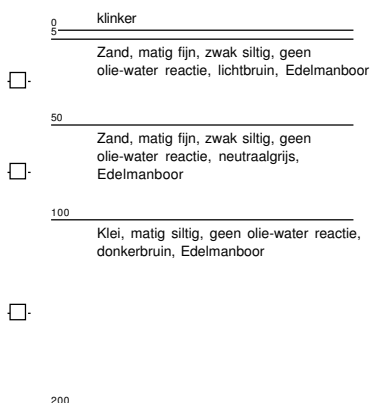 0 klinker
5
Zand, matig fijn, zwak siltig, geen
olie-water reactie, lichtbruin, Edelmanboor
50
Zand, matig fijn, zwak siltig, geen
olie-water reactie, neutraalgrijs,
Edelmanboor
100
Klei, matig siltig, geen olie-water reactie,
donkerbruin, Edelmanboor
200